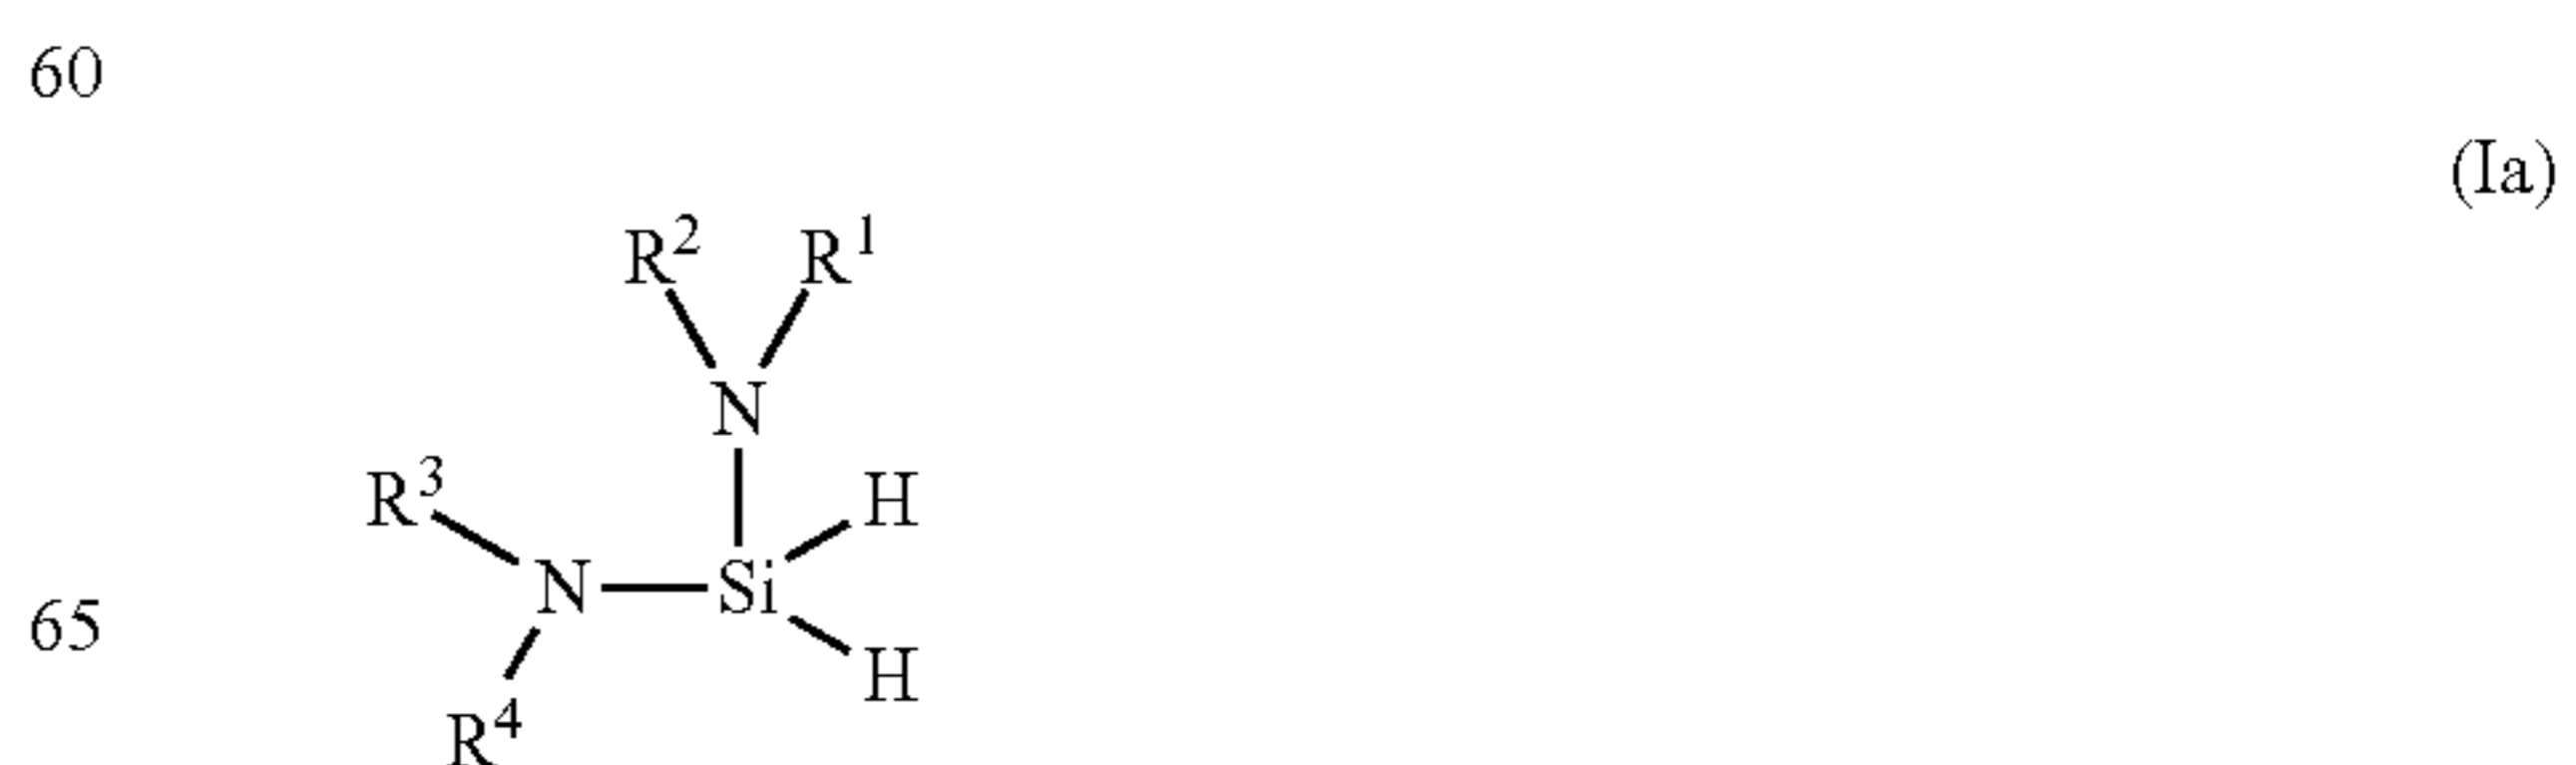 60
(Ia)
R² R¹
N
R³ H
N Si
65
H
R⁴